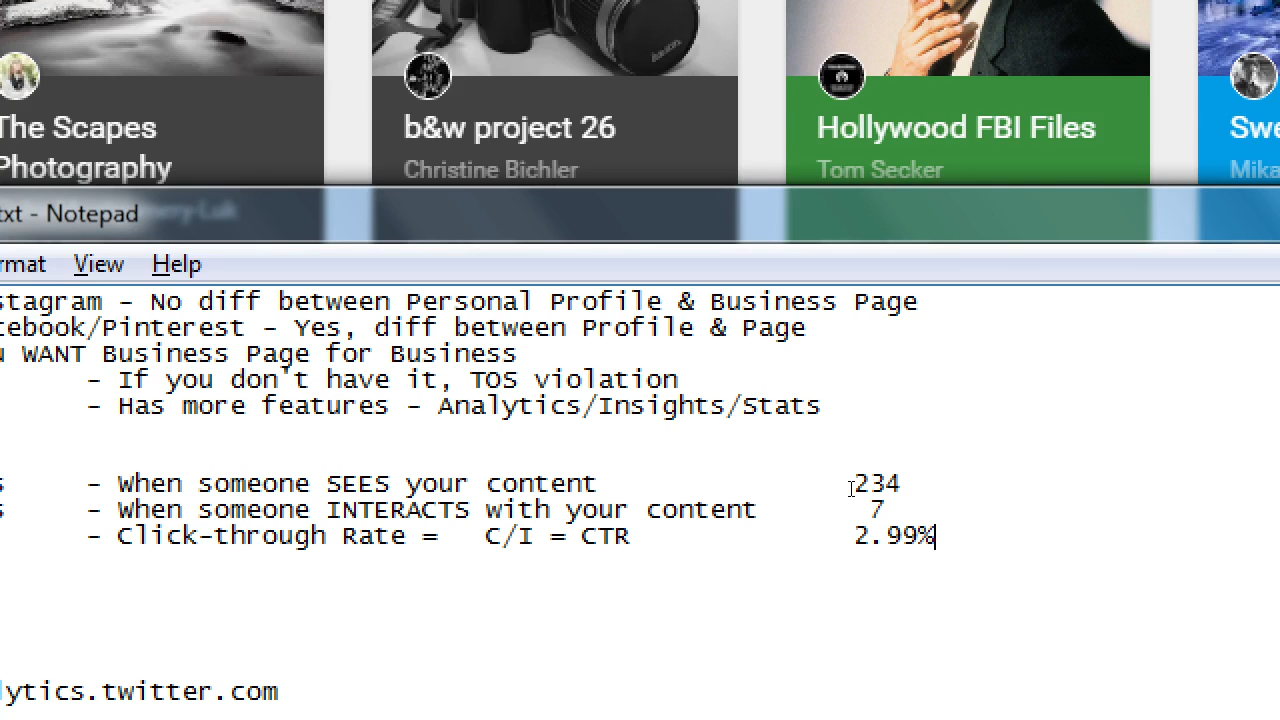 The Scapes
Photography
b&w project 26
Christine Bichler
Hollywood FBI Files
Tom Secker
Swe
Mika
txt - Notepad
rmat View Help
stagram - No diff between Personal Profile & Business Page
cebook/Pinterest - Yes, diff between Profile & Page
u WANT Business Page for Business
- If you don't have it, TOS violation
- Has more features - Analytics/Insights/Stats
s - When someone SEES your content 234
s - When someone INTERACTS with your content 7
- Click-through Rate = C/I = CTR 2.99%
lytics.twitter.com